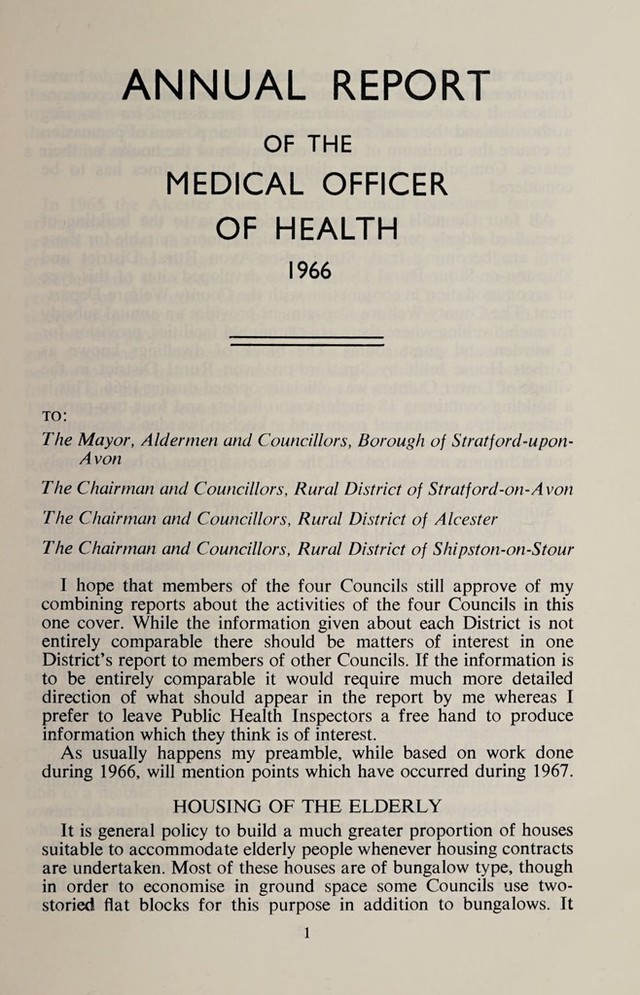 ANNUAL REPORT
OF THE
MEDICAL OFFICER
OF HEALTH
1966
TO:
The Mayor, Aldermen and Councillors, Borough of Stratford-upon-
Avon
The Chairman and Councillors, Rural District of Stratford-on-Avon
The Chairman and Councillors, Rural District of Alcester
The Chairman and Councillors, Rural District of Shipston-on-Stour
I hope that members of the four Councils still approve of my
combining reports about the activities of the four Councils in this
one cover. While the information given about each District is not
entirely comparable there should be matters of interest in one
District's report to members of other Councils. If the information is
to be entirely comparable it would require much more detailed
direction of what should appear in the report by me whereas I
prefer to leave Public Health Inspectors a free hand to produce
information which they think is of interest.
As usually happens my preamble, while based on work done
during 1966, will mention points which have occurred during 1967.
HOUSING OF THE ELDERLY
It is general policy to build a much greater proportion of houses
suitable to accommodate elderly people whenever housing contracts
are undertaken. Most of these houses are of bungalow type, though
in order to economise in ground space some Councils use two-
storied flat blocks for this purpose in addition to bungalows. It
1